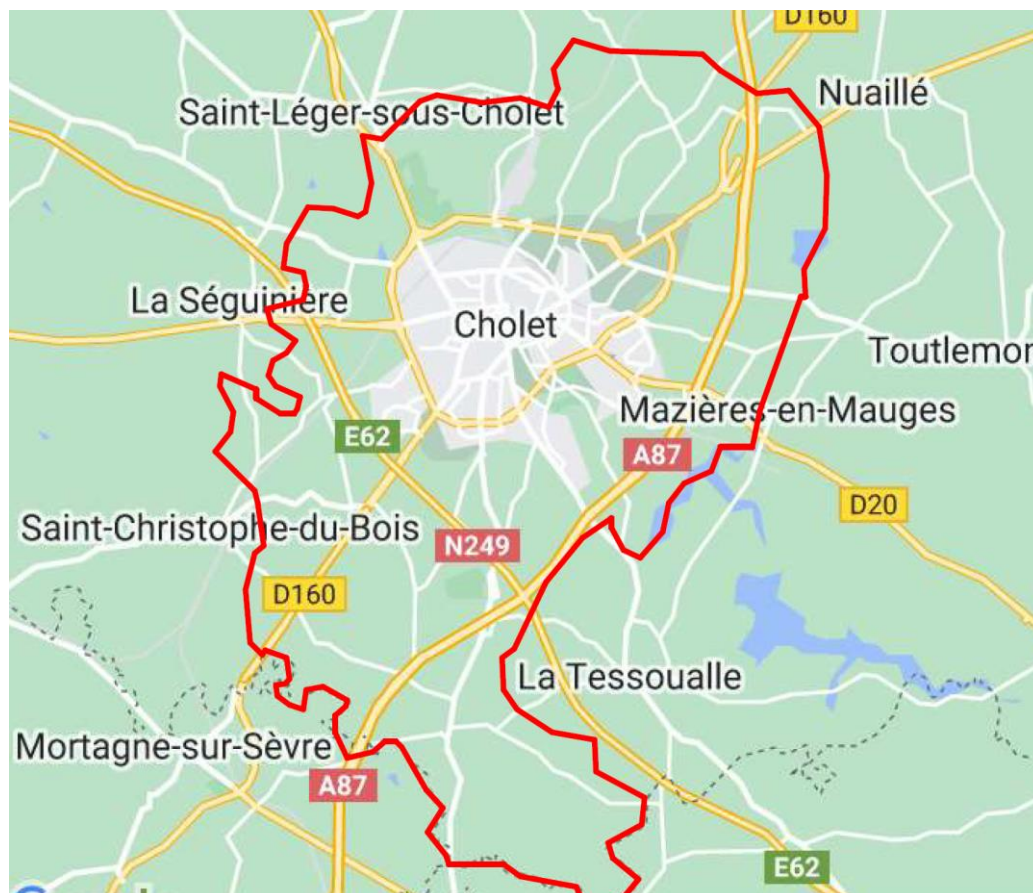 D160
Nuaillé
Saint-Léger-sous-Cholet
La Séguinière
Cholet
Toutlemon
Mazières-en-Mauges
E62
A87
D20
Saint-Christophe-du-Bois
N249
D160
La Tessoualle
Mortagne-sur-Sèvre
A87
E62